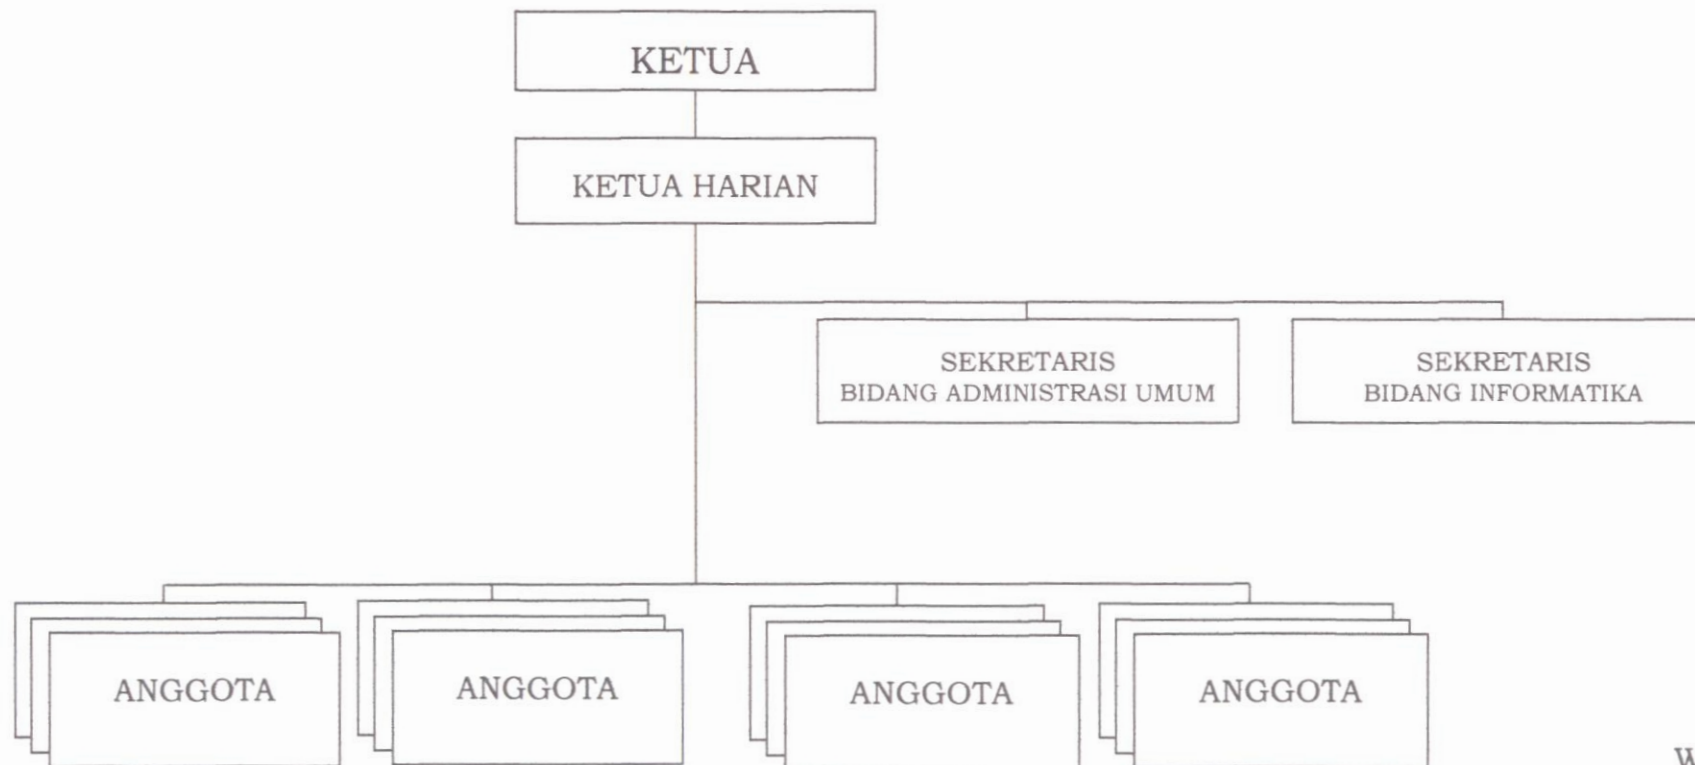 KETUA
KETUA HARIAN
SEKRETARIS
BIDANG ADMINISTRASI UMUM
SEKRETARIS
BIDANG INFORMATIKA
ANGGOTA
ANGGOTA
ANGGOTA
ANGGOTA